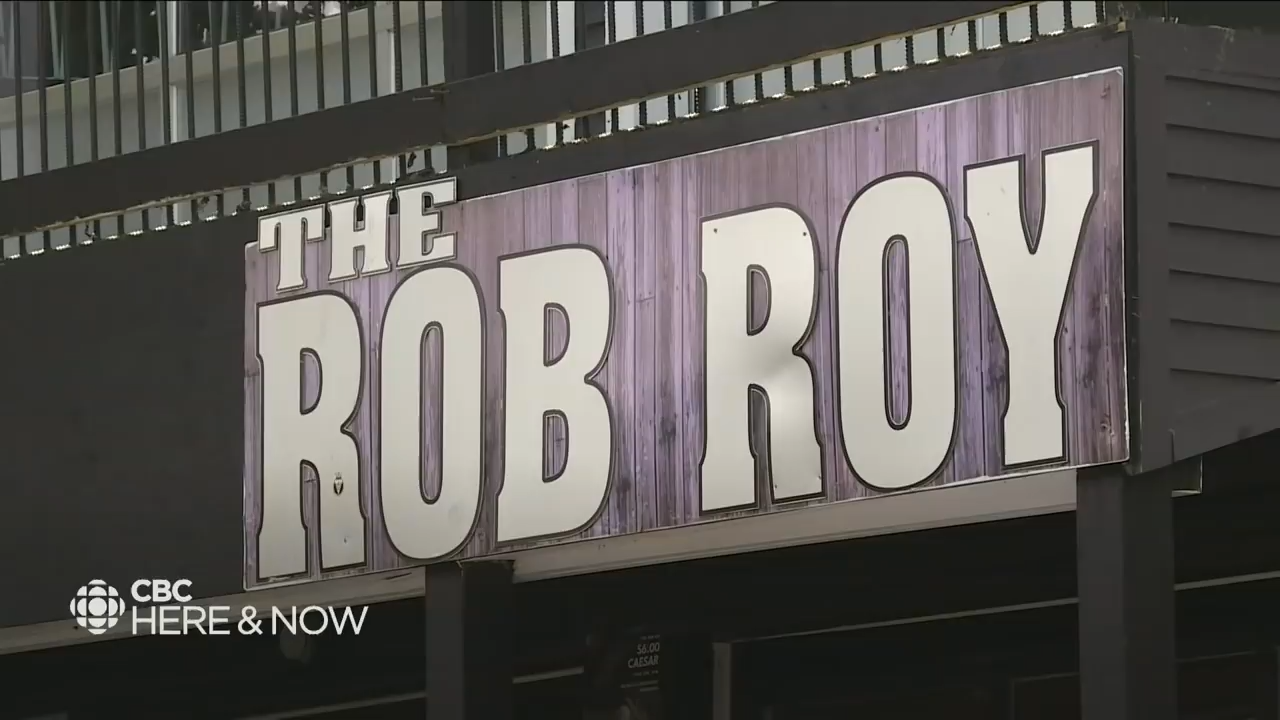 THE
ROB ROY
CBC
HERE & NOW
$6.00
CAESAR